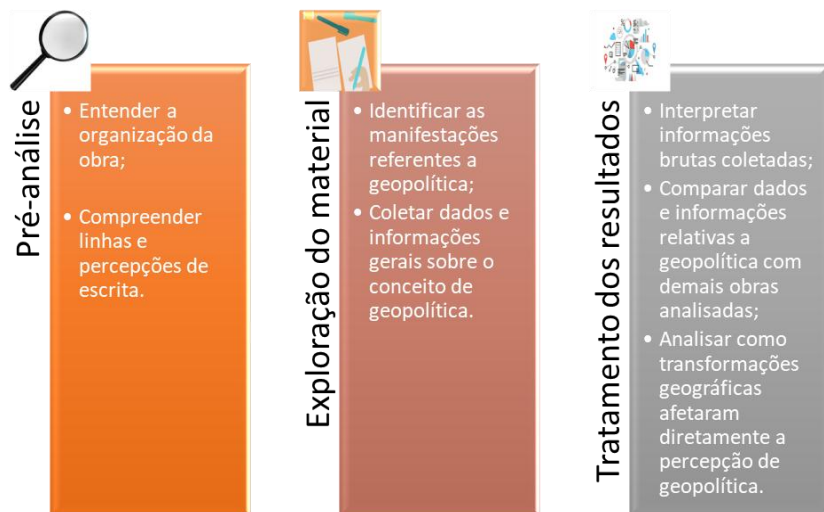 Pré-análise
• Entender a
organização da
obra;
• Compreender
linhas e
percepções de
escrita.
Exploração do material
• Identificar as
manifestações
referentes a
geopolítica;
• Coletar dados e
informações
gerais sobre o
conceito de
geopolítica.
Tratamento dos resultados
• Interpretar
informações
brutas coletadas;
• Comparar dados
e informações
relativas a
geopolítica com
demais obras
analisadas;
• Analisar como
transformações
geográficas
afetaram
diretamente a
percepção de
geopolítica.